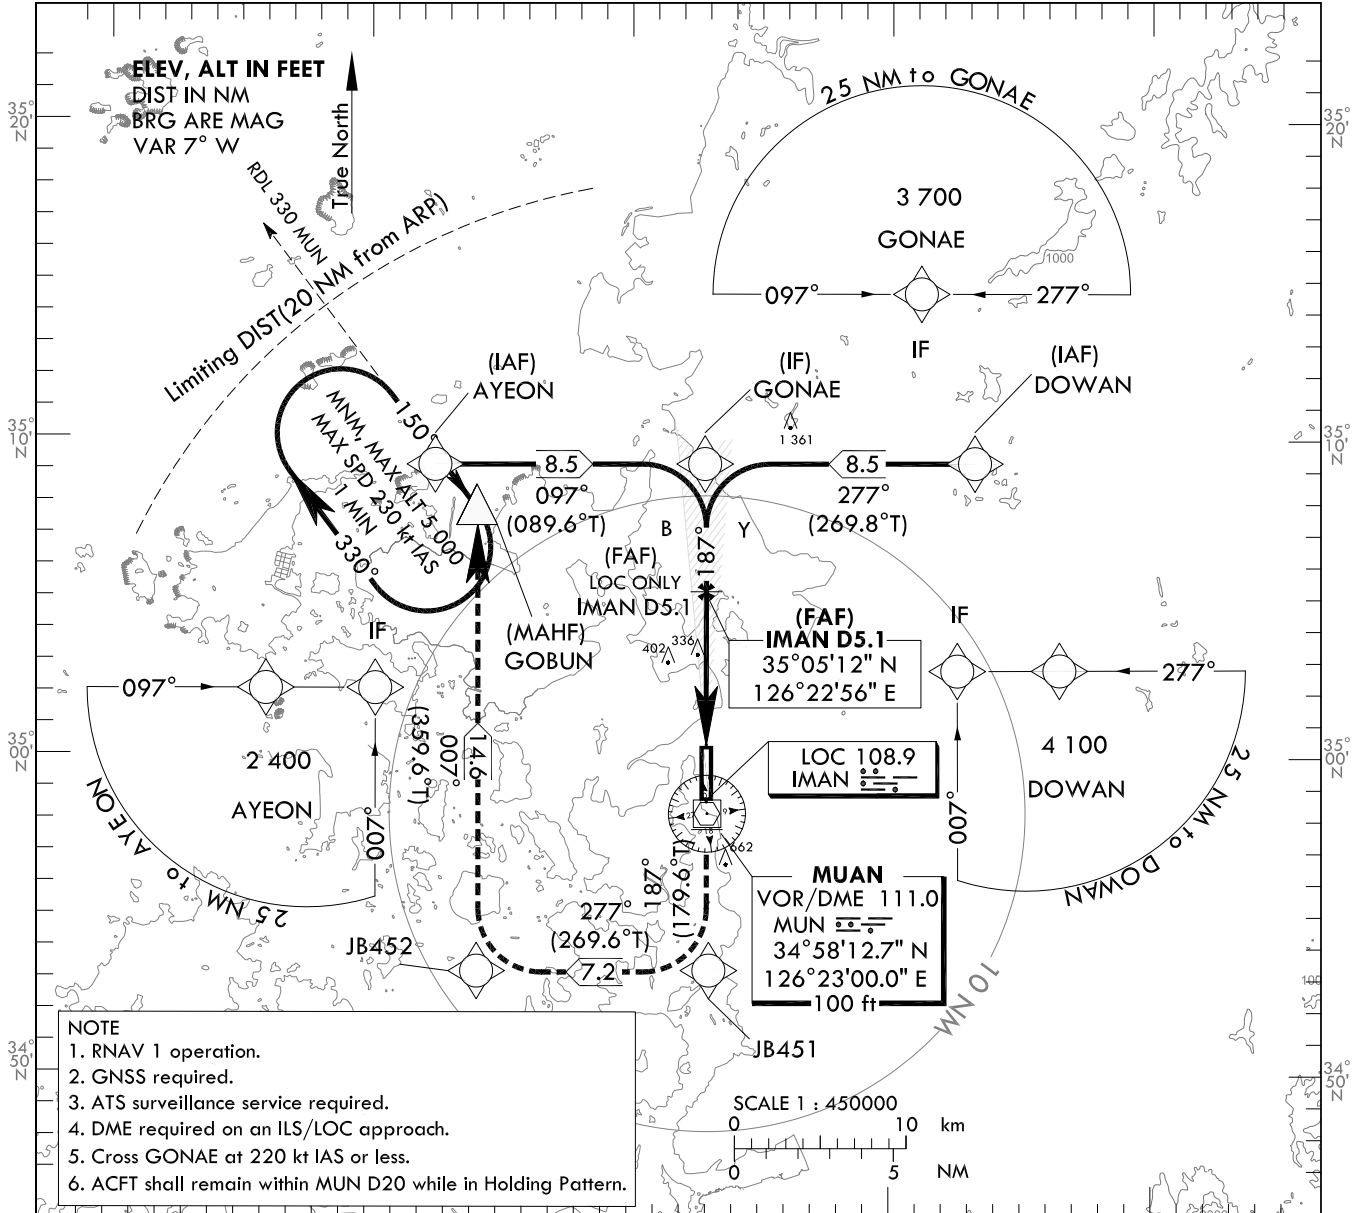 ELEV, ALT IN FEET
DIST IN NM
BRG ARE MAG
VAR 7° W
True North
RDL 330 MUN
Limiting DIST(20 NM from ARP)
25 NM to GONAE
3 700
GONAE
097°
277°
IF
1000
35°
20'
N
35°
20'
N
(IAF)
AYEON
(IF)
GONAE
(IAF)
DOWAN
1 361
35°
10'
N
35°
10'
N
150°
MNM, MAX ALT 5 000
MAX SPD 230 kt IAS
1 MIN
330°
8.5
097°
(089.6°T)
8.5
277°
(269.8°T)
B
Y
187°
(FAF)
LOC ONLY
IMAN D5.1
(MAHF)
GOBUN
402
336
(FAF)
IMAN D5.1
35°05'12" N
126°22'56" E
IF
097°
2 400
AYEON
007°
25 NM to AYEON
IF
277°
4 100
DOWAN
007°
25 NM to DOWAN
35°
00'
N
35°
00'
N
14.6
007°
(359.6°T)
LOC 108.9
IMAN
662
187°
(179.6°T)
277°
(269.6°T)
7.2
JB452
JB451
MUAN
VOR/DME 111.0
MUN
34°58'12.7" N
126°23'00.0" E
100 ft
10 NM
34°
50'
N
34°
50'
N
NOTE
1. RNAV 1 operation.
2. GNSS required.
3. ATS surveillance service required.
4. DME required on an ILS/LOC approach.
5. Cross GONAE at 220 kt IAS or less.
6. ACFT shall remain within MUN D20 while in Holding Pattern.
SCALE 1 : 450000
0 10 km
0 5 NM